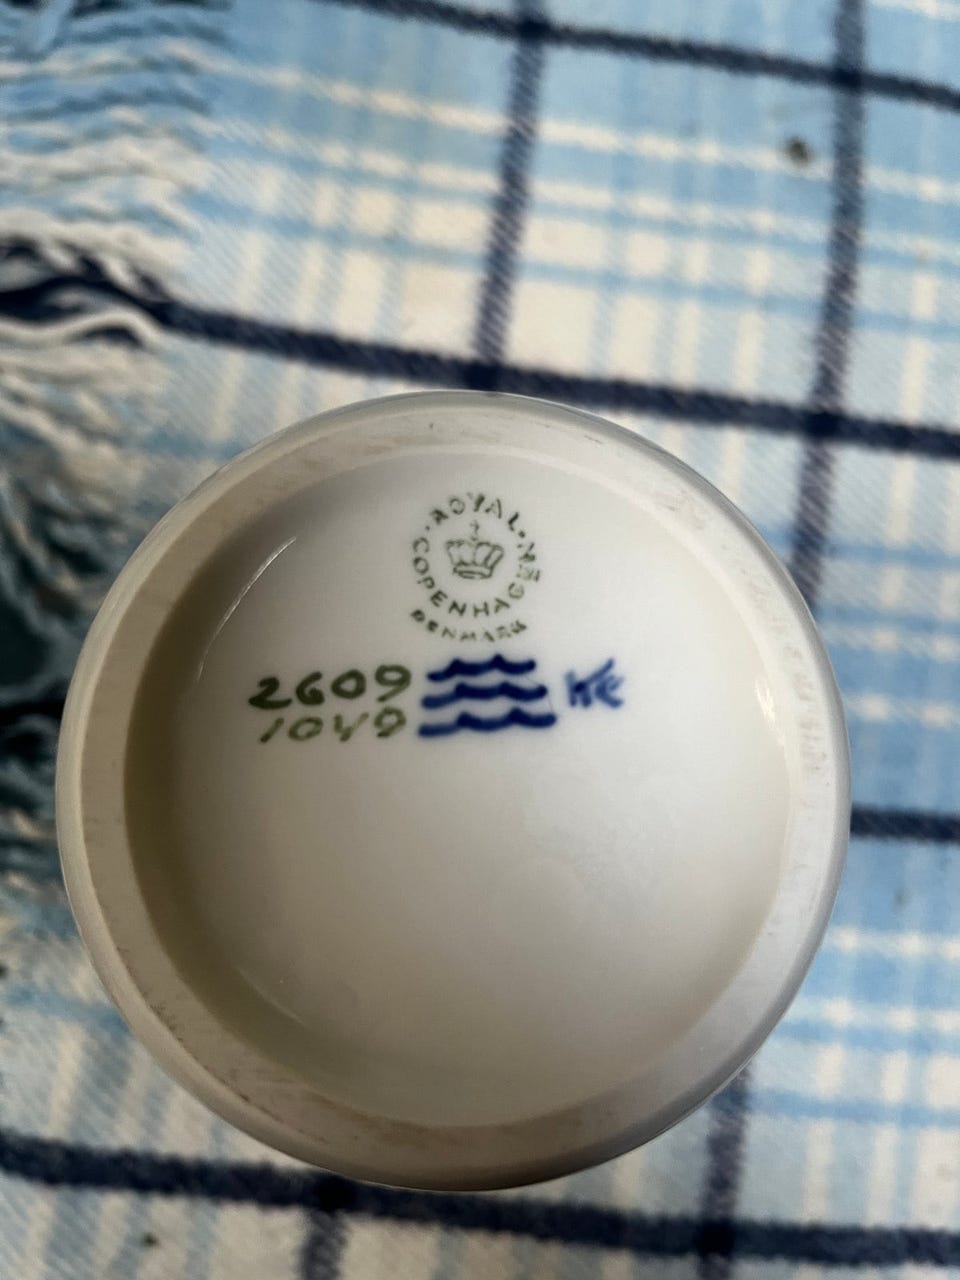 ROYAL
COPENHAGEN
DENMARK
2609
1049